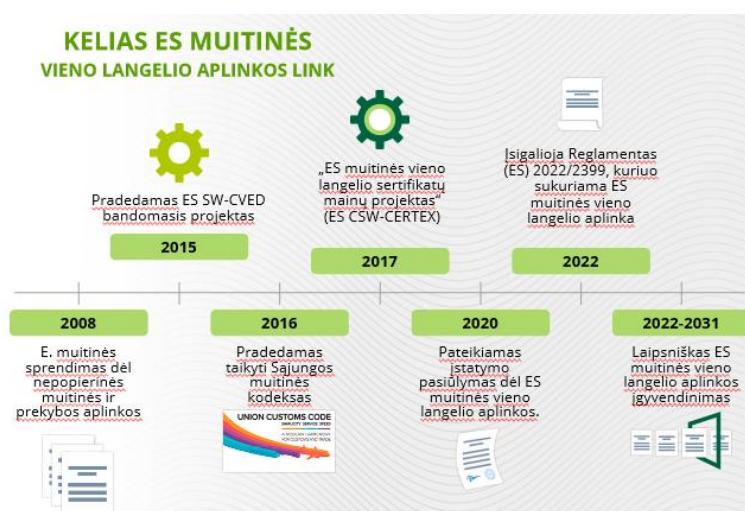 KELIAS ES MUITINĖS
VIENO LANGELIO APLINKOS LINK
Pradedamas ES SW-CVED
bandomasis projektas
2015
„ES muitinės vieno
langelio sertifikatų
mainų projektas“
(ES CSW-CERTEX)
2017
Įsigalioja Reglamentas
(ES) 2022/2399, kuriuo
sukuriama ES
muitinės vieno
langelio aplinka
2022
2008
E. muitinės
sprendimas dėl
nepopierinės
muitinės ir
prekybos aplinkos
2016
Pradedamas
taikyti Sąjungos
muitinės
kodeksas
UNION CUSTOMS CODE
SIMPLICITY SERVICE SPEED
2020
Pateikiamas
įstatymo
pasiūlymas dėl ES
muitinės vieno
langelio aplinkos.
2022-2031
Laipsniškas ES
muitinės vieno
langelio aplinkos
įgyvendinimas